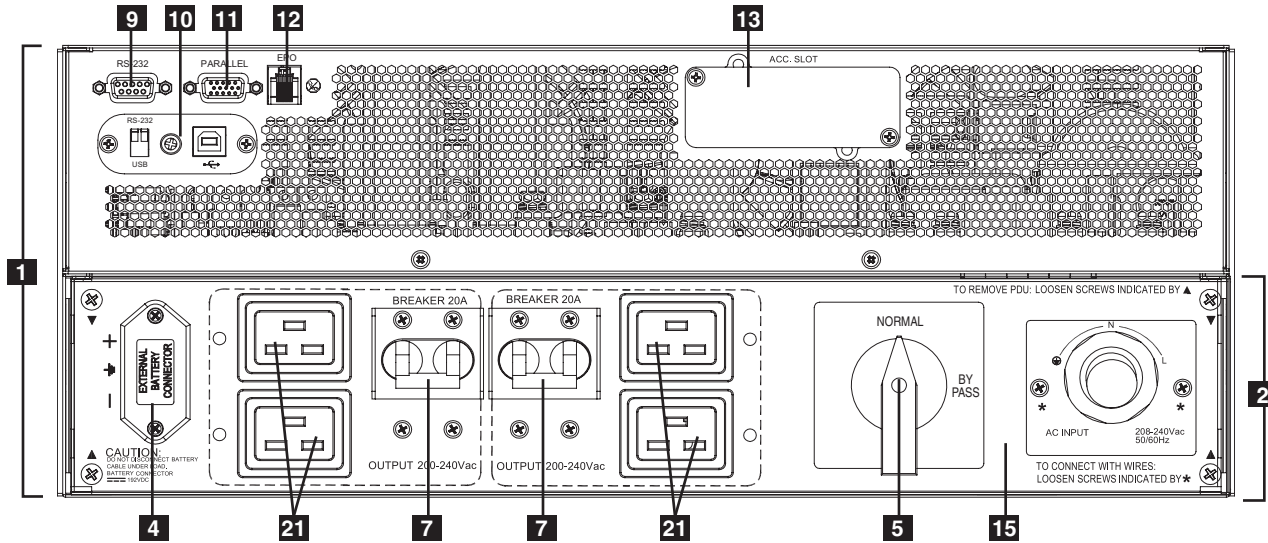 9 10 11 12 13
RS-232 PARALLEL EPO ACC. SLOT
RS-232
USB
1
BREAKER 20A BREAKER 20A TO REMOVE PDU: LOOSEN SCREWS INDICATED BY ▲
NORMAL
BY
PASS
+
-
EXTERNAL
BATTERY
CONNECTOR
N
L
2
* *
AC INPUT 208-240Vac
50/60Hz
CAUTION:
DO NOT DISCONNECT BATTERY
CABLE UNDER LOAD,
BATTERY CONNECTOR
192VDC
OUTPUT 200-240Vac OUTPUT 200-240Vac
TO CONNECT WITH WIRES:
LOOSEN SCREWS INDICATED BY *
4 21 7 7 21 5 15